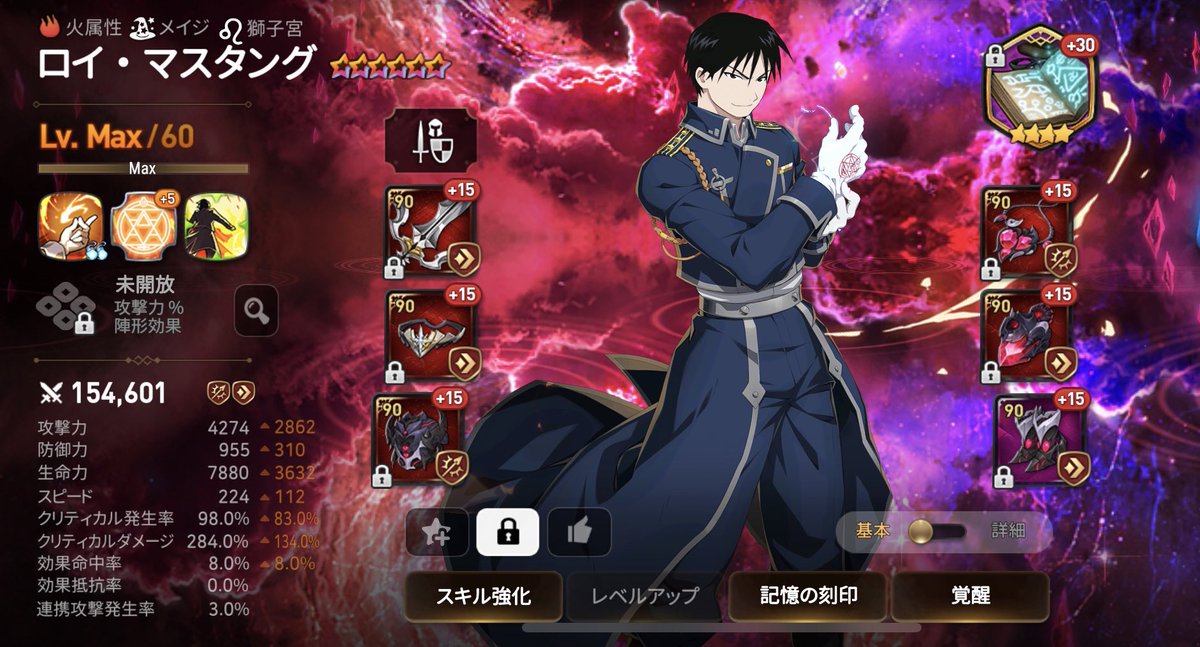 火属性 メイジ 獅子宮
ロイ・マスタング
Lv. Max/60
Max
+5
未開放
攻撃力%
陣形効果
154,601
攻撃力 4274 2862
防御力 955 310
生命力 7880 3632
スピード 224 112
クリティカル発生率 98.0% 83.0%
クリティカルダメージ 284.0% 134.0%
効果命中率 8.0% 8.0%
効果抵抗率 0.0%
連携攻撃発生率 3.0%
90 +15
90 +15
90 +15
+30
90 +15
90 +15
90 +15
基本 詳細
スキル強化 レベルアップ 記憶の刻印 覚醒